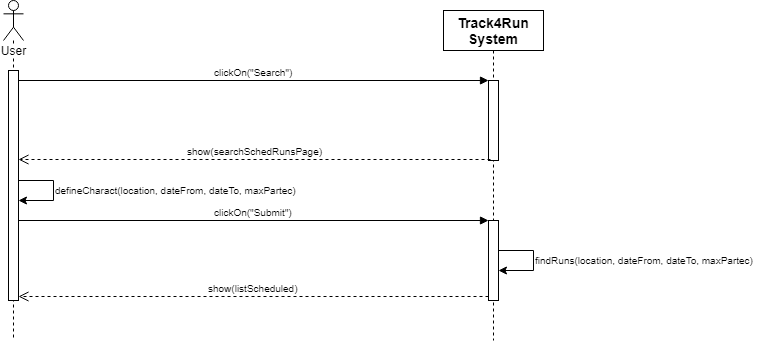 User
Track4Run
System
clickOn("Search")
show(searchSchedRunsPage)
defineCharact(location, dateFrom, dateTo, maxPartec)
clickOn("Submit")
findRuns(location, dateFrom, dateTo, maxPartec)
show(listScheduled)